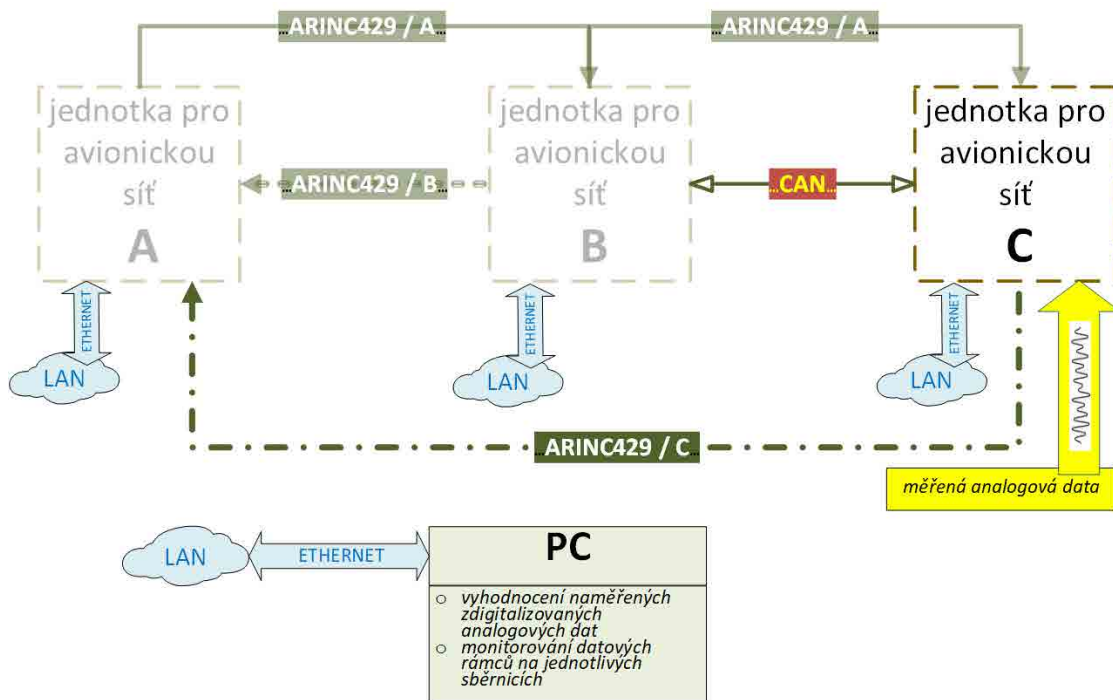 ...ARINC429 / A...
...ARINC429 / A...
jednotka pro
avionickou
síť
A
jednotka pro
avionickou
síť
B
jednotka pro
avionickou
síť
C
...ARINC429 / B...
...CAN...
ETHERNET
LAN
ETHERNET
LAN
ETHERNET
LAN
...ARINC429 / C...
měřená analogová data
LAN
ETHERNET
PC
o vyhodnocení naměřených
zdigitalizovaných
analogových dat
o monitorování datových
rámců na jednotlivých
sběrnicích